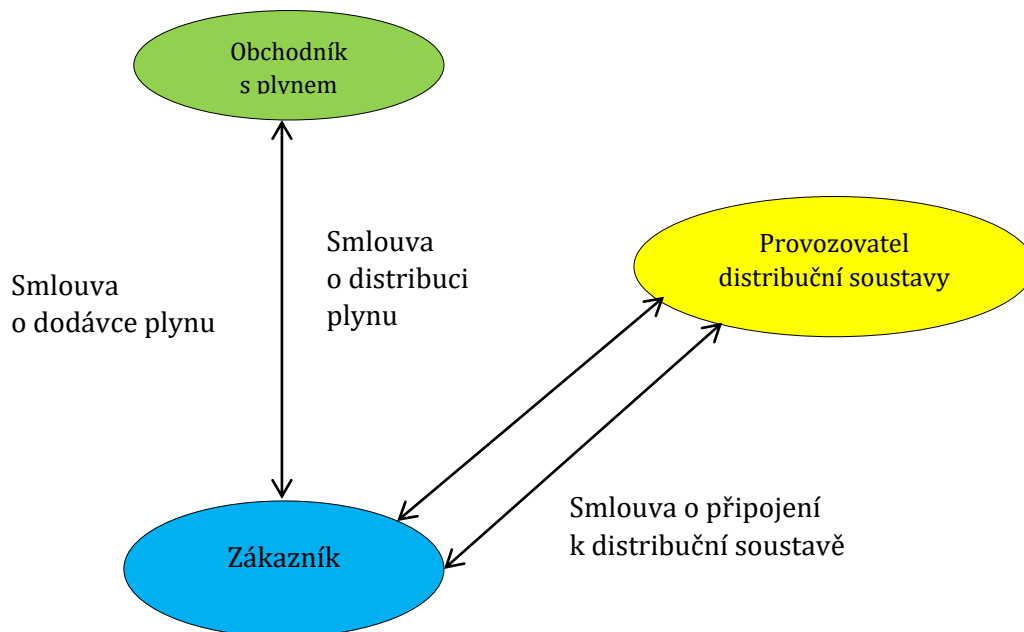 Obchodník
s plynem
Smlouva
o dodávce plynu
Smlouva
o distribuci
plynu
Provozovatel
distribuční soustavy
Smlouva o připojení
k distribuční soustavě
Zákazník